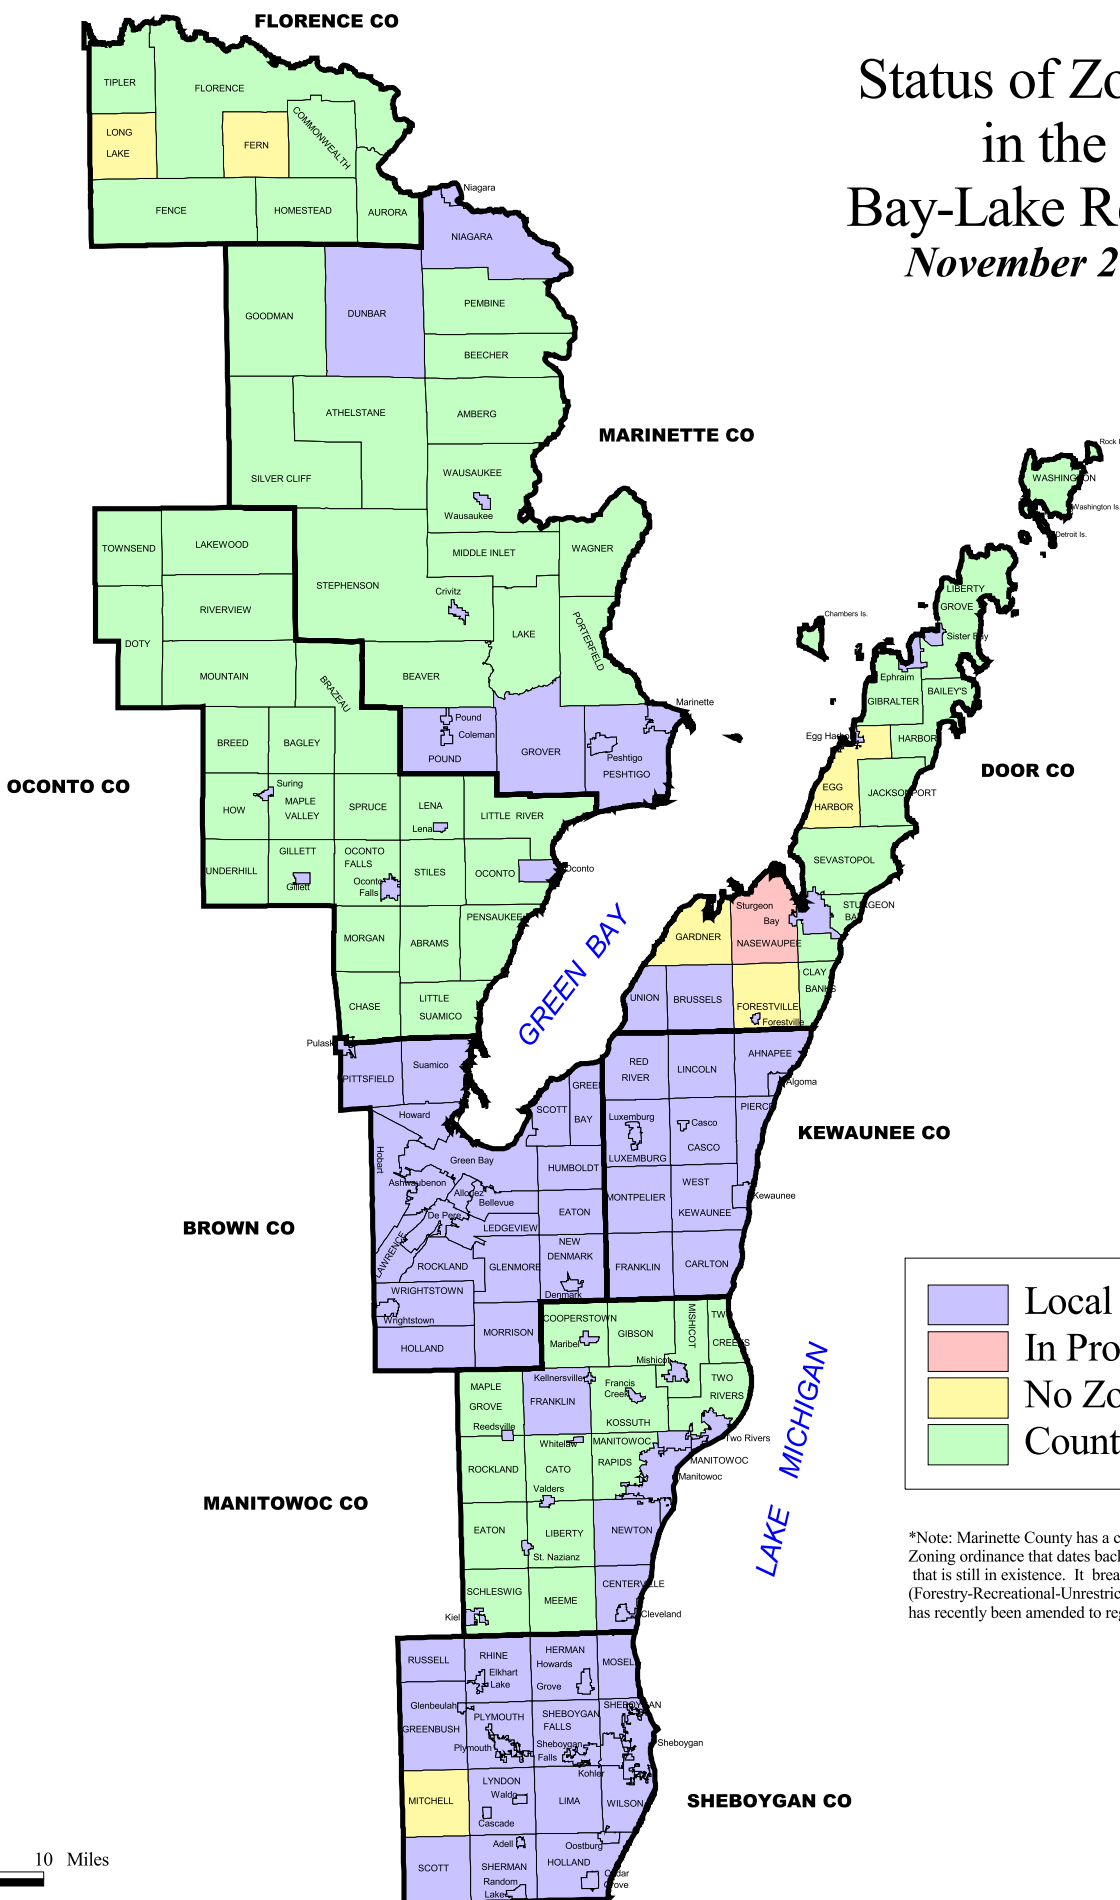 FLORENCE CO
Status of Zo
in the
Bay-Lake Re
November 2
TIPLER
FLORENCE
COMMONWEALTH
LONG
LAKE
FERN
FENCE
HOMESTEAD
AURORA
Niagara
NIAGARA
GOODMAN
DUNBAR
PEMBINE
BEECHER
ATHELSTANE
AMBERG
MARINETTE CO
SILVER CLIFF
WAUSAUKEE
Wausaukee
Rock I
WASHINGTON
Washington Is.
Detroit Is.
TOWNSEND
LAKEWOOD
MIDDLE INLET
WAGNER
STEPHENSON
Crivitz
RIVERVIEW
DOTY
LAKE
PORTERFIELD
LIBERTY
GROVE
Chambers Is.
Sister Bay
MOUNTAIN
BRAZEAU
BEAVER
Ephraim
GIBRALTER
BAILEY'S
HARBOR
Marinette
Pound
Coleman
POUND
GROVER
Peshtigo
PESHTIGO
Egg Harbor
BREED
BAGLEY
OCONTO CO
DOOR CO
EGG
HARBOR
JACKSONPORT
Suring
HOW
MAPLE
VALLEY
SPRUCE
LENA
Lena
LITTLE RIVER
GILLETT
Gillett
UNDERHILL
OCONTO
FALLS
Oconto
Falls
STILES
OCONTO
Oconto
SEVASTOPOL
PENSAUKEE
MORGAN
ABRAMS
GREEN BAY
Sturgeon
Bay
STURGEON
BAY
GARDNER
NASEWAUPEE
CHASE
LITTLE
SUAMICO
UNION
BRUSSELS
FORESTVILLE
Forestville
CLAY
BANKS
Pulaski
PITTSFIELD
Suamico
RED
RIVER
LINCOLN
AHNAPEE
Algoma
Howard
SCOTT
GREEN
BAY
PIERCE
Luxemburg
Casco
CASCO
LUXEMBURG
KEWAUNEE CO
Hobart
Green Bay
HUMBOLDT
Ashwaubenon
Allouez
Bellevue
MONTPELIER
WEST
KEWAUNEE
Kewaunee
De Pere
EATON
BROWN CO
LEDGEVIEW
LAWRENCE
ROCKLAND
GLENMORE
NEW
DENMARK
Denmark
FRANKLIN
CARLTON
WRIGHTSTOWN
Wrightstown
HOLLAND
MORRISON
COOPERSTOWN
Maribel
GIBSON
MISHICOT
Mishicot
TWO
CREEKS
Local
In Pro
No Zo
Count
LAKE MICHIGAN
MAPLE
GROVE
Reedsville
Kellnersville
FRANKLIN
Francis
Creek
KOSSUTH
TWO
RIVERS
Two Rivers
Whitelaw
MANITOWOC
RAPIDS
MANITOWOC
Manitowoc
ROCKLAND
CATO
Valders
MANITOWOC CO
EATON
LIBERTY
St. Nazianz
NEWTON
SCHLESWIG
Kiel
MEEME
CENTERVILLE
Cleveland
*Note: Marinette County has a c
Zoning ordinance that dates bac
that is still in existence. It brea
(Forestry-Recreational-Unrestric
has recently been amended to reg
RUSSELL
RHINE
Elkhart
Lake
HERMAN
Howards
Grove
MOSEL
Glenbeulah
GREENBUSH
PLYMOUTH
Plymouth
SHEBOYGAN
FALLS
Sheboygan
Falls
Kohler
SHEBOYGAN
Sheboygan
MITCHELL
LYNDON
Waldo
Cascade
LIMA
WILSON
SHEBOYGAN CO
Adell
Oostburg
SCOTT
SHERMAN
Random
Lake
HOLLAND
Cedar
Grove
10 Miles